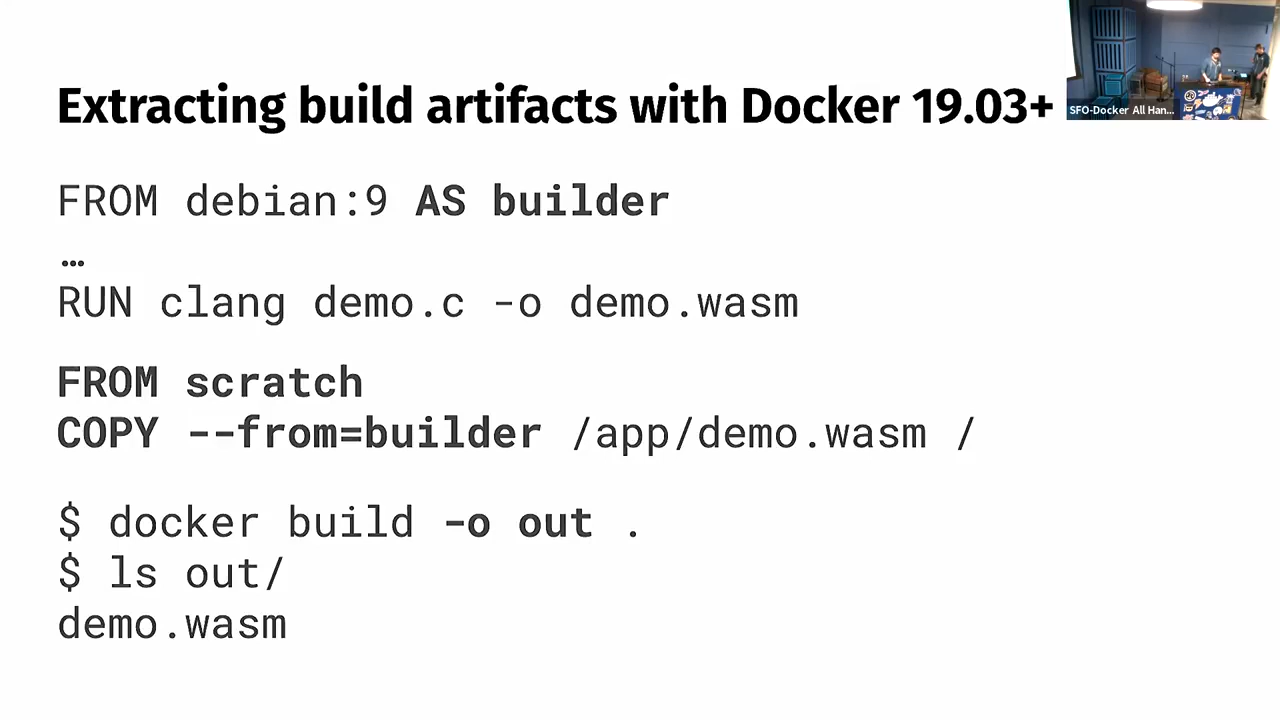 Extracting build artifacts with Docker 19.03+
SFO-Docker All Han...
FROM debian:9 AS builder
…
RUN clang demo.c -o demo.wasm
FROM scratch
COPY --from=builder /app/demo.wasm /
$ docker build -o out .
$ ls out/
demo.wasm